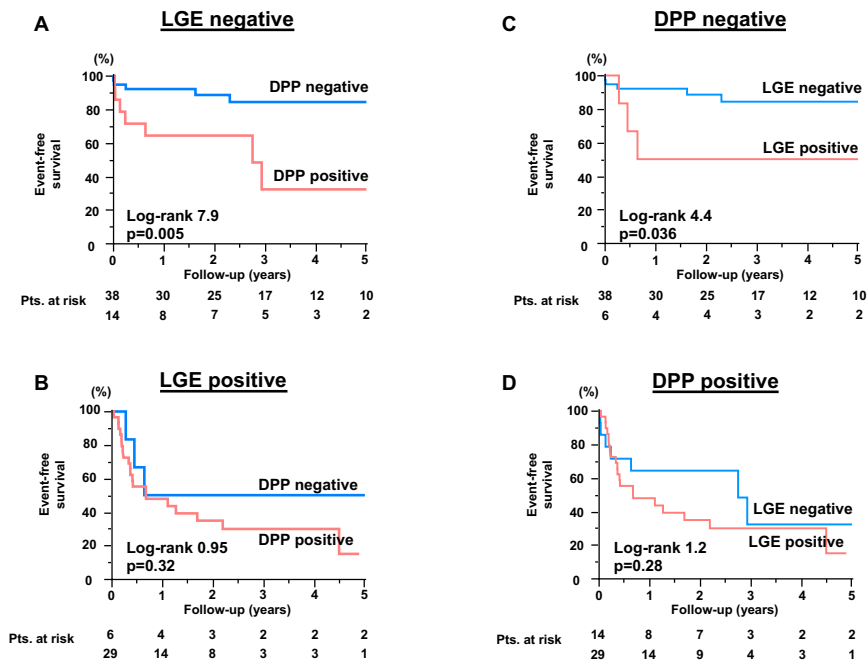 A
LGE negative
(%)
100
80
60
40
20
0
Event-free
survival
DPP negative
DPP positive
Log-rank 7.9
p=0.005
0 1 2 3 4 5
Follow-up (years)
Pts. at risk
38 30 25 17 12 10
14 8 7 5 3 2
C
DPP negative
(%)
100
80
60
40
20
0
Event-free
survival
LGE negative
LGE positive
Log-rank 4.4
p=0.036
0 1 2 3 4 5
Follow-up (years)
Pts. at risk
38 30 25 17 12 10
6 4 4 3 2 2
B
LGE positive
(%)
100
80
60
40
20
0
Event-free
survival
DPP negative
DPP positive
Log-rank 0.95
p=0.32
0 1 2 3 4 5
Follow-up (years)
Pts. at risk
6 4 3 2 2 2
29 14 8 3 3 1
D
DPP positive
(%)
100
80
60
40
20
0
Event-free
survival
LGE negative
LGE positive
Log-rank 1.2
p=0.28
0 1 2 3 4 5
Follow-up (years)
Pts. at risk
14 8 7 3 2 2
29 14 9 4 3 1